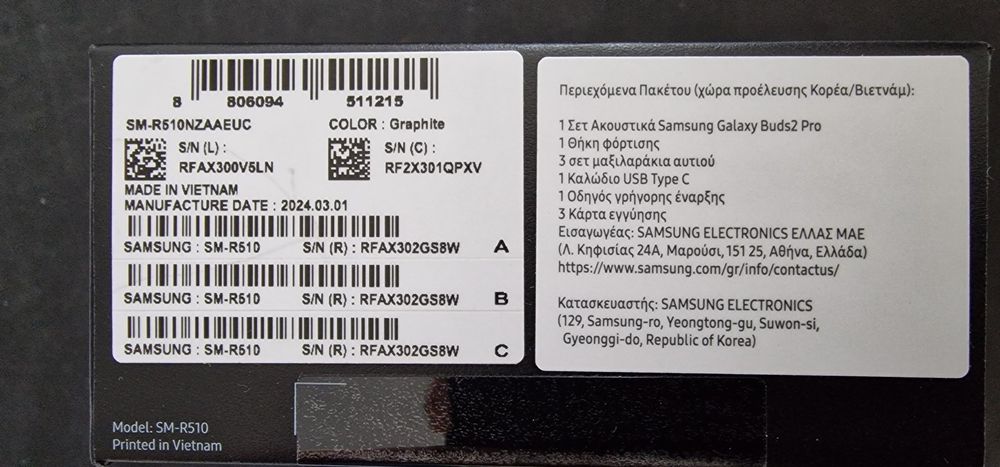 8 806094 511215
SM-R510NZAAEUC COLOR : Graphite
S/N (L) :
RFAX300V5LN
S/N (C) :
RF2X301QPXV
MADE IN VIETNAM
MANUFACTURE DATE : 2024.03.01
SAMSUNG : SM-R510 S/N (R) : RFAX302GS8W A
SAMSUNG : SM-R510 S/N (R) : RFAX302GS8W B
SAMSUNG : SM-R510 S/N (R) : RFAX302GS8W C
Περιεχόμενα Πακέτου (χώρα προέλευσης Κορέα/Βιετνάμ):
1 Σετ Ακουστικά Samsung Galaxy Buds2 Pro
1 Θήκη φόρτισης
3 σετ μαξιλαράκια αυτιού
1 Καλώδιο USB Type C
1 Οδηγός γρήγορης έναρξης
3 Κάρτα εγγύησης
Εισαγωγέας: SAMSUNG ELECTRONICS ΕΛΛΑΣ ΜΑΕ
(Λ. Κηφισίας 24Α, Μαρούσι, 151 25, Αθήνα, Ελλάδα)
https://www.samsung.com/gr/info/contactus/
Κατασκευαστής: SAMSUNG ELECTRONICS
(129, Samsung-ro, Yeongtong-gu, Suwon-si,
Gyeonggi-do, Republic of Korea)
Model: SM-R510
Printed in Vietnam